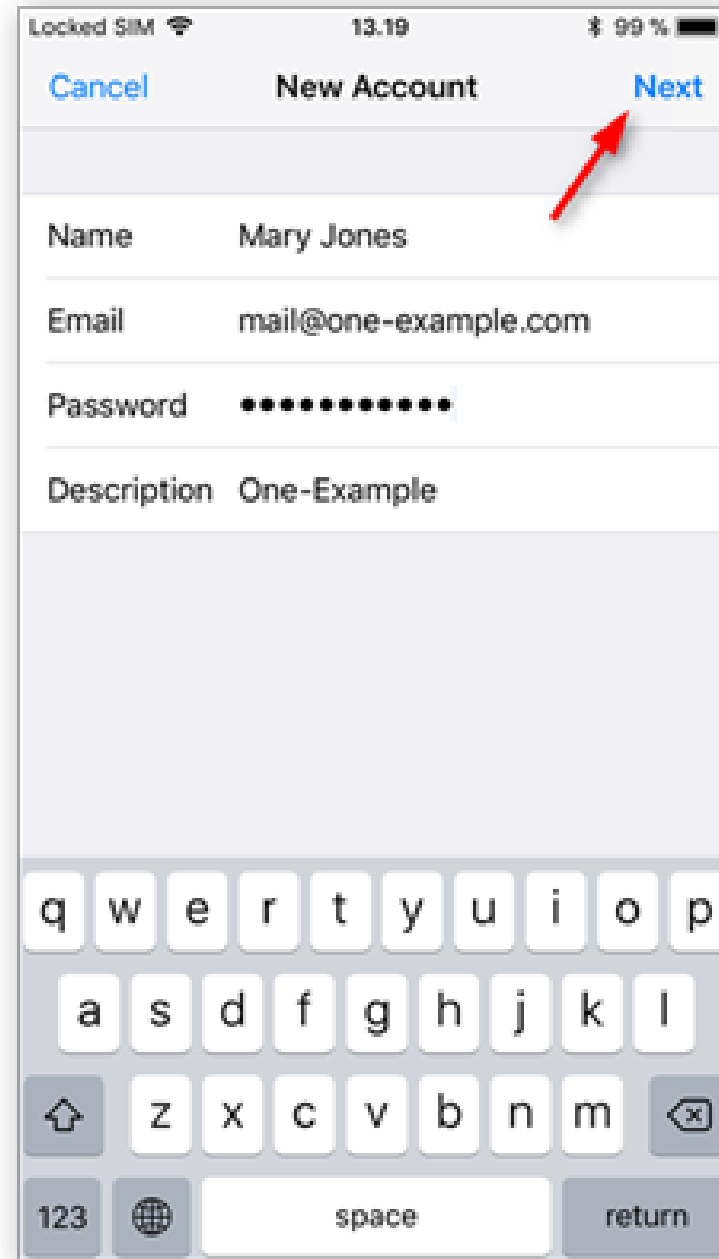 Locked SIM 13.19 99 %
Cancel New Account Next
Name Mary Jones
Email mail@one-example.com
Password •••••••••••
Description One-Example
q w e r t y u i o p
a s d f g h j k l
z x c v b n m
123 space return